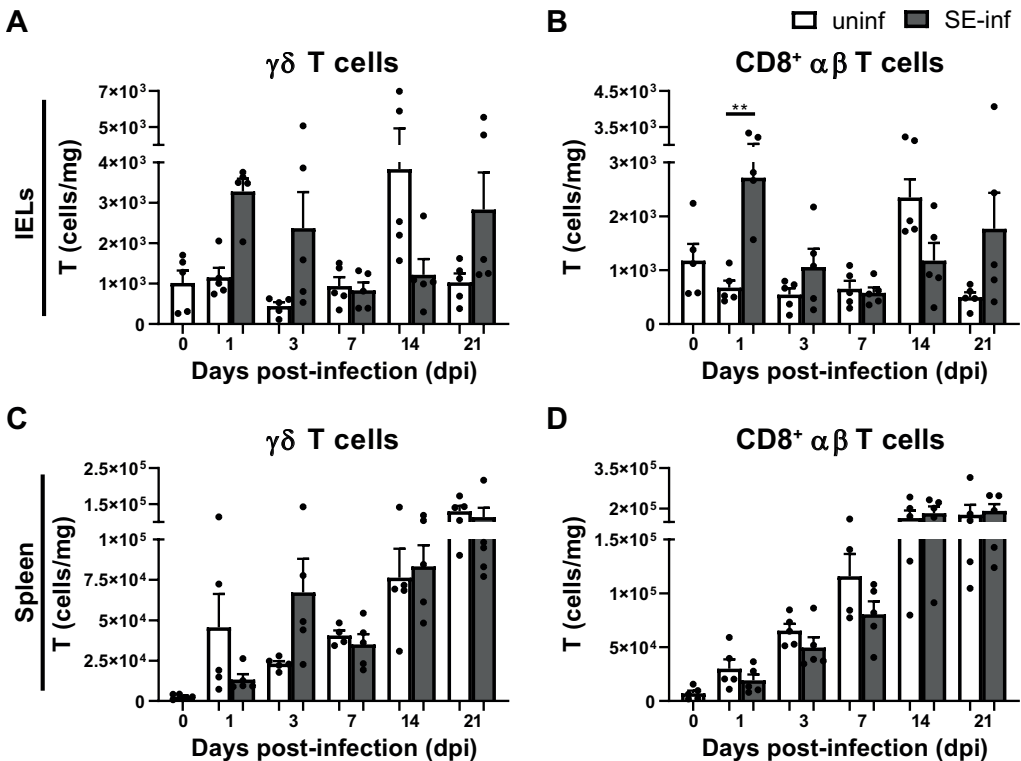 A
B
uninf SE-inf
γδ T cells
CD8⁺ αβ T cells
IELs
T (cells/mg)
7×10³
5×10³
4×10³
3×10³
2×10³
1×10³
0
0 1 3 7 14 21
Days post-infection (dpi)
T (cells/mg)
4.5×10³
3.5×10³
3×10³
2×10³
1×10³
0
**
0 1 3 7 14 21
Days post-infection (dpi)
C
D
γδ T cells
CD8⁺ αβ T cells
Spleen
T (cells/mg)
2.5×10⁵
1.5×10⁵
1×10⁵
7.5×10⁴
5×10⁴
2.5×10⁴
0
0 1 3 7 14 21
Days post-infection (dpi)
T (cells/mg)
3.5×10⁵
2×10⁵
1×10⁵
5×10⁴
0
0 1 3 7 14 21
Days post-infection (dpi)